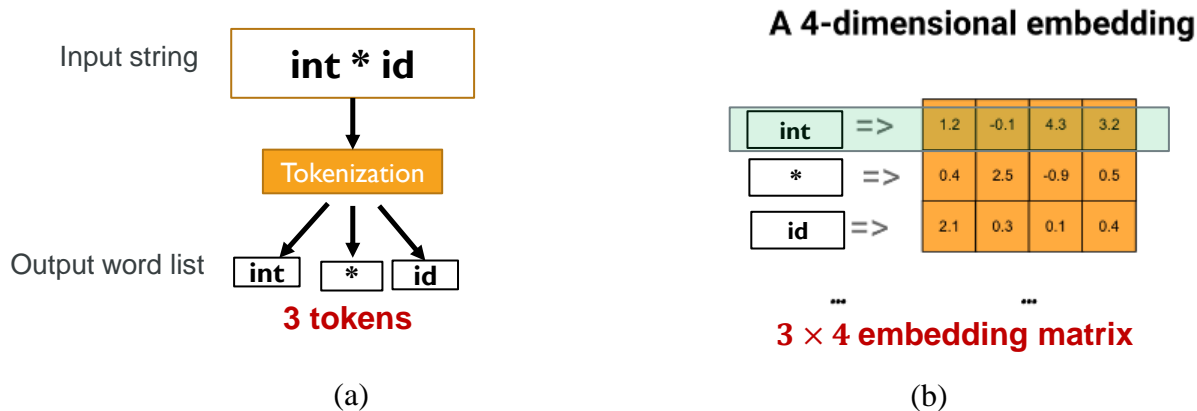 Input string
int * id
Tokenization
Output word list
int * id
3 tokens
(a)
A 4-dimensional embedding
int => 1.2 -0.1 4.3 3.2
* => 0.4 2.5 -0.9 0.5
id => 2.1 0.3 0.1 0.4
... ...
3 × 4 embedding matrix
(b)